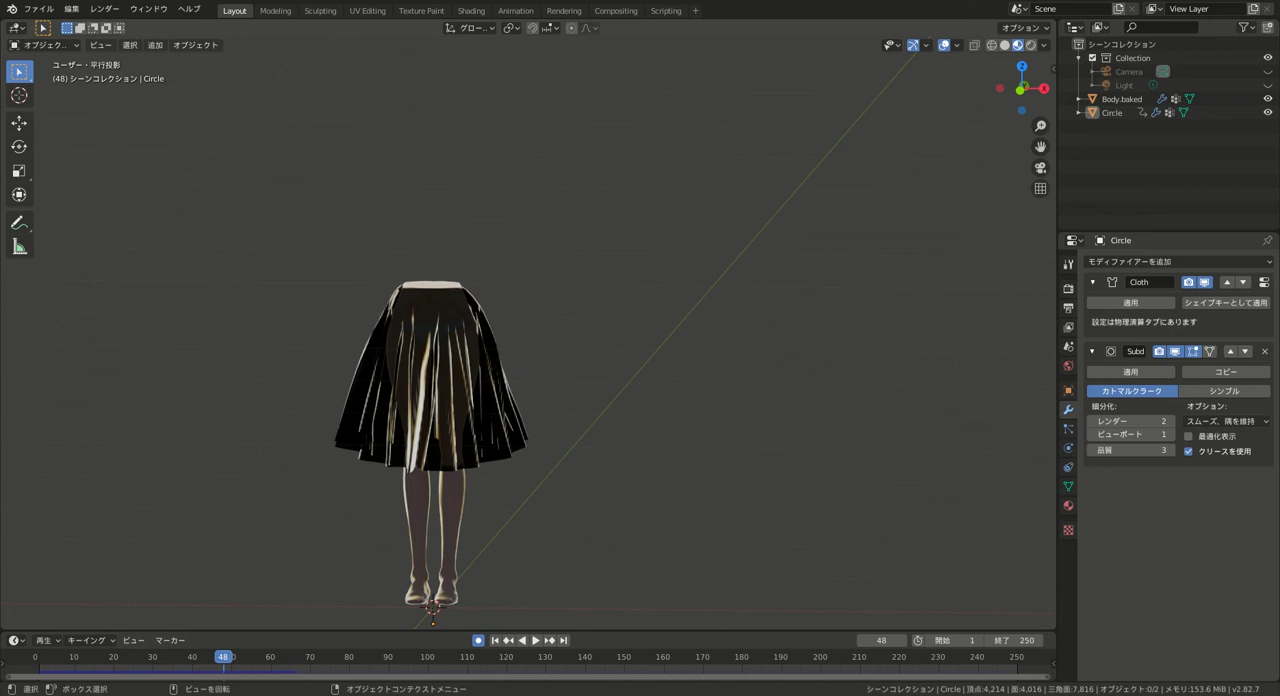 ファイル 編集 レンダー ウィンドウ ヘルプ Layout Modeling Sculpting UV Editing Texture Paint Shading Animation Rendering Compositing Scripting + Scene View Layer
グロー.. オプション
オブジェク.. ビュー 選択 追加 オブジェクト
ユーザー・平行投影
(48) シーンコレクション | Circle
Z
X
シーンコレクション
Collection
Camera
Light
Body.baked
Circle
Circle
モディファイアーを追加
Cloth
適用 シェイプキーとして適用
設定は物理演算タブにあります
Subd
適用 コピー
カトマルクラーク シンプル
細分化: オプション:
レンダー 2 スムーズ、隅を維持
ビューポート 1 最適化表示
品質 3 クリースを使用
再生 キーイング ビュー マーカー 48 開始 1 終了 250
0 10 20 30 40 48 60 70 80 90 100 110 120 130 140 150 160 170 180 190 200 210 220 230 240 250
選択 ボックス選択 ビューを回転 オブジェクトコンテクストメニュー シーンコレクション | Circle | 頂点:4,214 | 面:4,016 | 三角面:7,816 | オブジェクト:0/2 | メモリ:153.6 MiB | v2.82.7